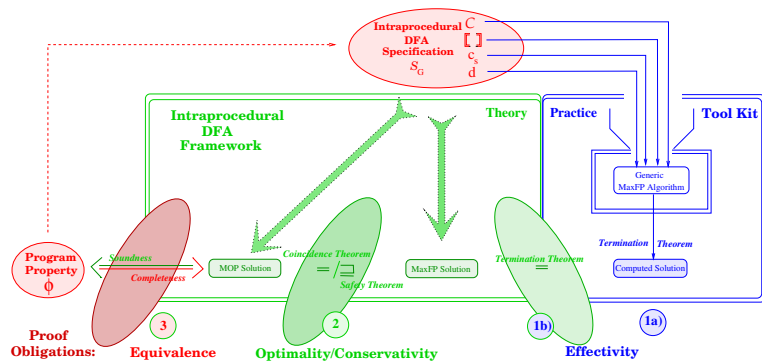 Intraprocedural
DFA
Specification
S_G
C
⟦ ⟧
c_s
d
Intraprocedural
DFA
Framework
Theory
Practice
Tool Kit
Generic
MaxFP Algorithm
Termination Theorem
Computed Solution
Program
Property
ϕ
Soundness
Completeness
MOP Solution
Coincidence Theorem
= / ⊒
Safety Theorem
MaxFP Solution
Termination Theorem
=
3
2
1b)
1a)
Proof
Obligations:
Equivalence
Optimality/Conservativity
Effectivity